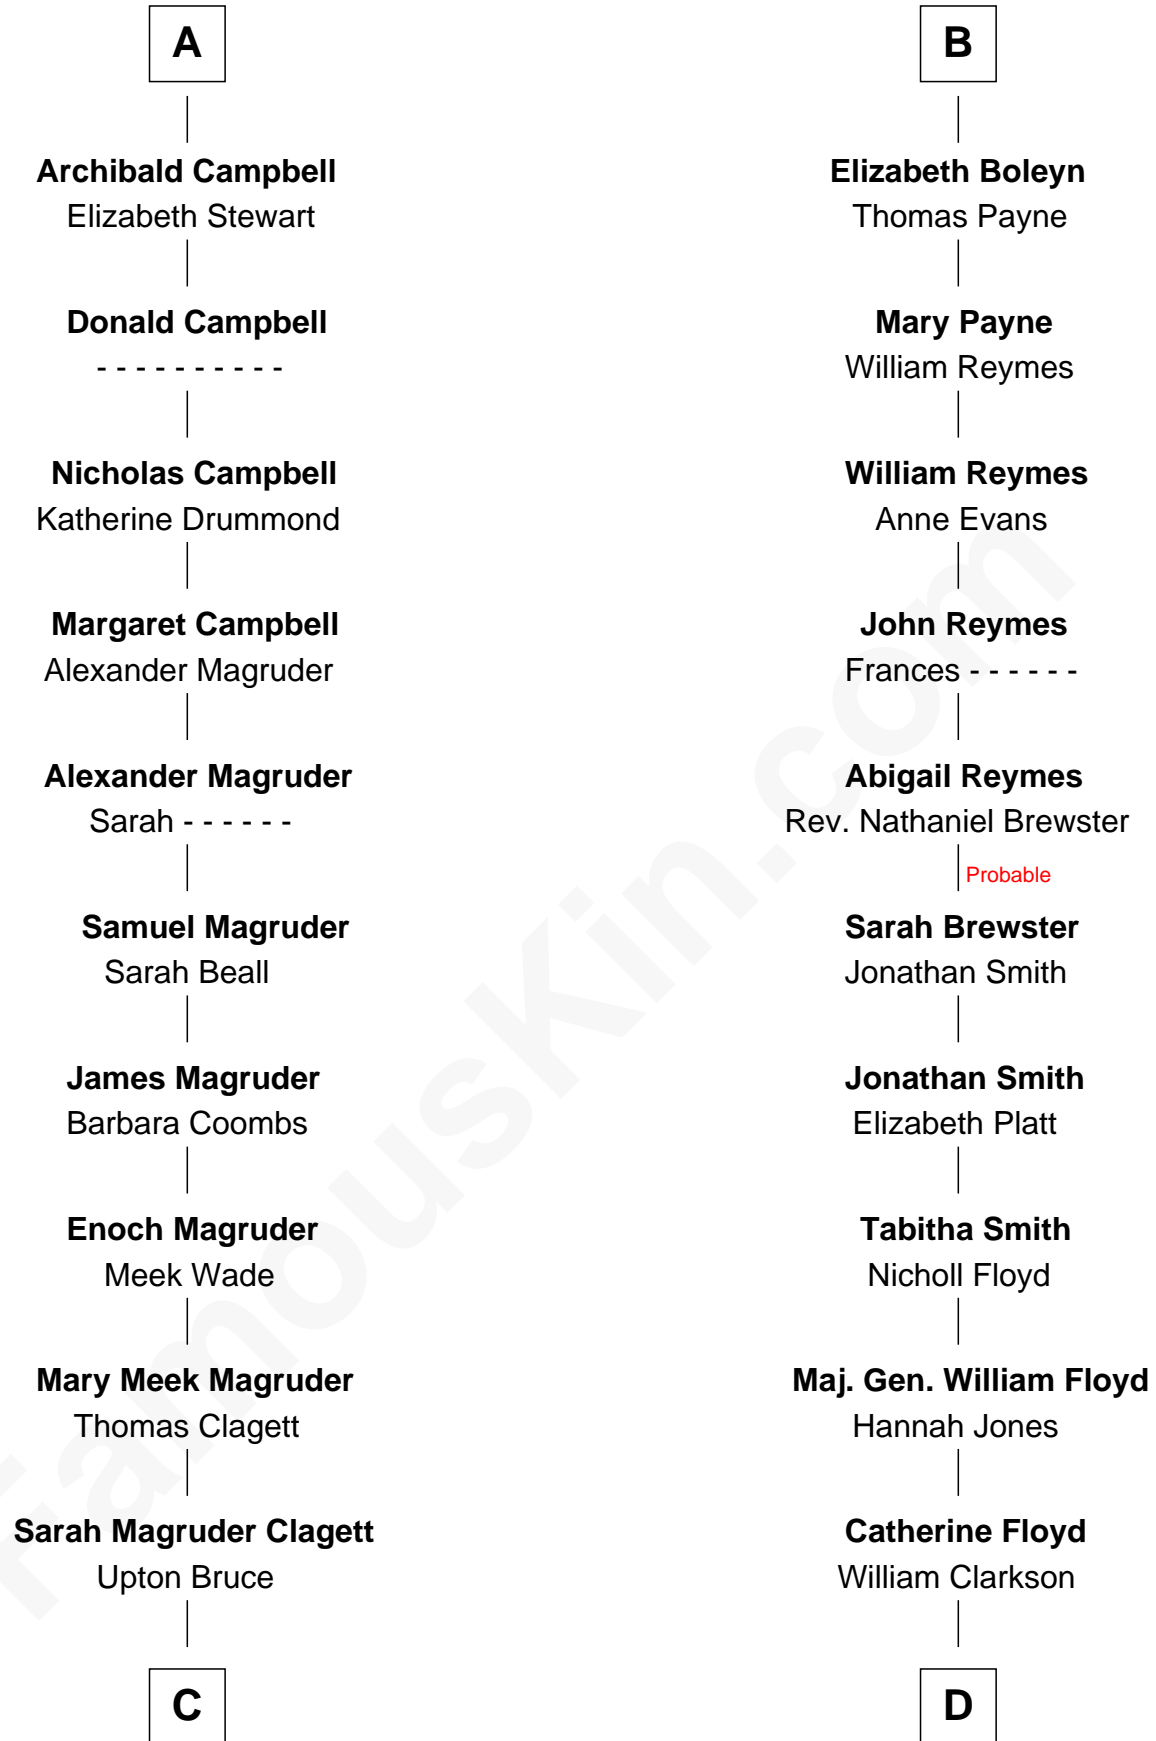 A
Archibald Campbell
Elizabeth Stewart
Donald Campbell
- - - - - - - - - -
Nicholas Campbell
Katherine Drummond
Margaret Campbell
Alexander Magruder
Alexander Magruder
Sarah - - - - - -
Samuel Magruder
Sarah Beall
James Magruder
Barbara Coombs
Enoch Magruder
Meek Wade
Mary Meek Magruder
Thomas Clagett
Sarah Magruder Clagett
Upton Bruce
C
B
Elizabeth Boleyn
Thomas Payne
Mary Payne
William Reymes
William Reymes
Anne Evans
John Reymes
Frances - - - - - -
Abigail Reymes
Rev. Nathaniel Brewster
Probable
Sarah Brewster
Jonathan Smith
Jonathan Smith
Elizabeth Platt
Tabitha Smith
Nicholl Floyd
Maj. Gen. William Floyd
Hannah Jones
Catherine Floyd
William Clarkson
D
FamousKin.com